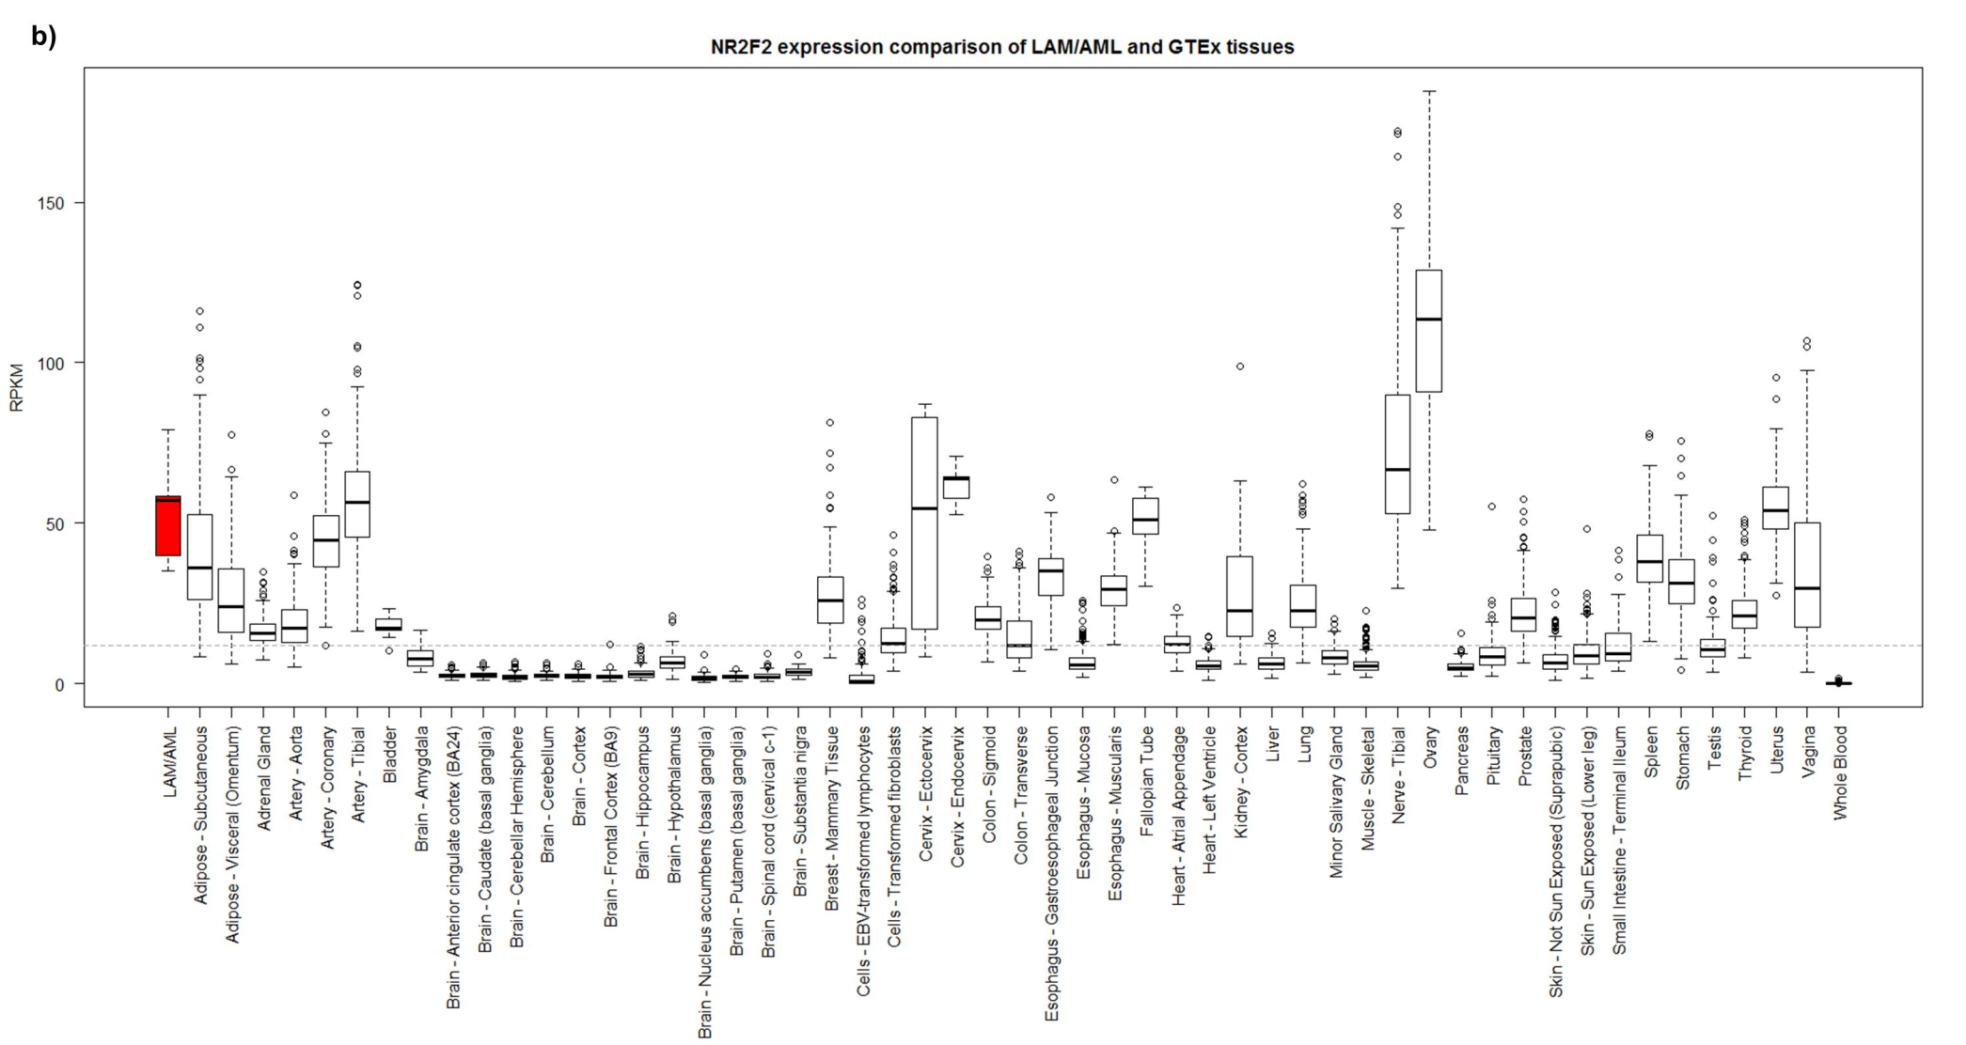 b)
NR2F2 expression comparison of LAM/AML and GTEx tissues
RPKM
150
100
50
0
LAM/AML
Adipose - Subcutaneous
Adipose - Visceral (Omentum)
Adrenal Gland
Artery - Aorta
Artery - Coronary
Artery - Tibial
Bladder
Brain - Amygdala
Brain - Anterior cingulate cortex (BA24)
Brain - Caudate (basal ganglia)
Brain - Cerebellar Hemisphere
Brain - Cerebellum
Brain - Cortex
Brain - Frontal Cortex (BA9)
Brain - Hippocampus
Brain - Hypothalamus
Brain - Nucleus accumbens (basal ganglia)
Brain - Putamen (basal ganglia)
Brain - Spinal cord (cervical c-1)
Brain - Substantia nigra
Breast - Mammary Tissue
Cells - EBV-transformed lymphocytes
Cells - Transformed fibroblasts
Cervix - Ectocervix
Cervix - Endocervix
Colon - Sigmoid
Colon - Transverse
Esophagus - Gastroesophageal Junction
Esophagus - Mucosa
Esophagus - Muscularis
Fallopian Tube
Heart - Atrial Appendage
Heart - Left Ventricle
Kidney - Cortex
Liver
Lung
Minor Salivary Gland
Muscle - Skeletal
Nerve - Tibial
Ovary
Pancreas
Pituitary
Prostate
Skin - Not Sun Exposed (Suprapubic)
Skin - Sun Exposed (Lower leg)
Small Intestine - Terminal Ileum
Spleen
Stomach
Testis
Thyroid
Uterus
Vagina
Whole Blood